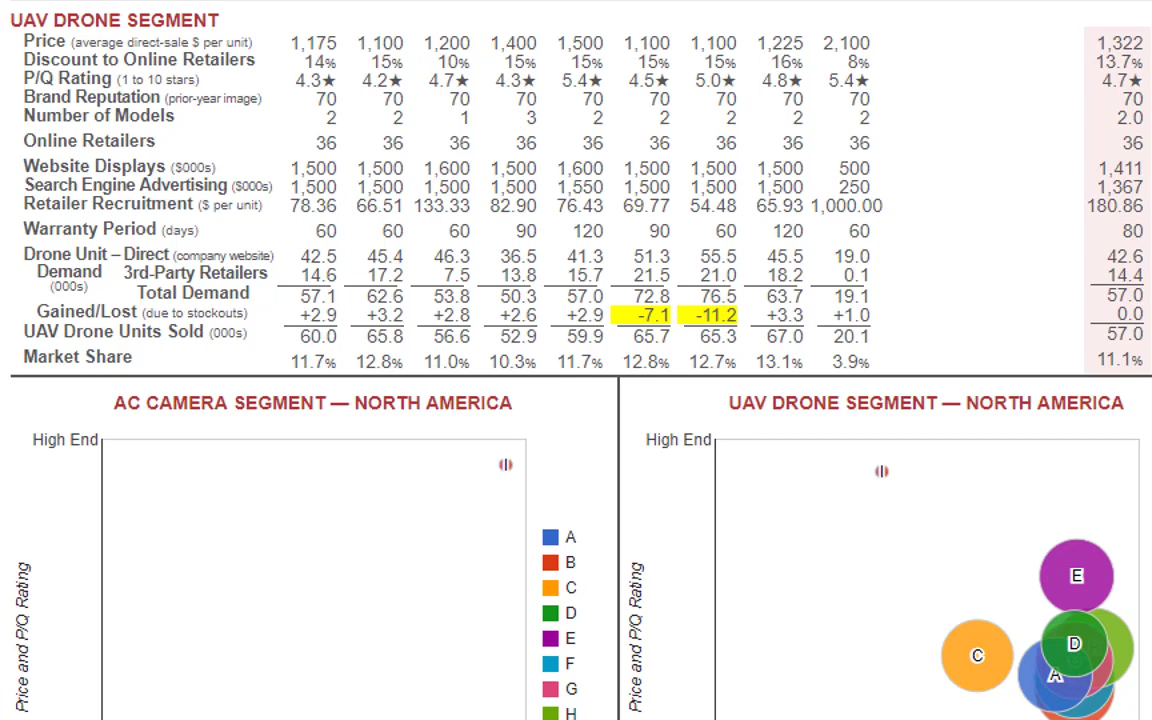 UAV DRONE SEGMENT
Price (average direct-sale $ per unit) 1,175 1,100 1,200 1,400 1,500 1,100 1,100 1,225 2,100 1,322
Discount to Online Retailers 14% 15% 10% 15% 15% 15% 15% 16% 8% 13.7%
P/Q Rating (1 to 10 stars) 4.3★ 4.2★ 4.7★ 4.3★ 5.4★ 4.5★ 5.0★ 4.8★ 5.4★ 4.7★
Brand Reputation (prior-year image) 70 70 70 70 70 70 70 70 70 70
Number of Models 2 2 1 3 2 2 2 2 2 2.0
Online Retailers 36 36 36 36 36 36 36 36 36 36
Website Displays ($000s) 1,500 1,500 1,600 1,500 1,600 1,500 1,500 1,500 500 1,411
Search Engine Advertising ($000s) 1,500 1,500 1,500 1,500 1,550 1,500 1,500 1,500 250 1,367
Retailer Recruitment ($ per unit) 78.36 66.51 133.33 82.90 76.43 69.77 54.48 65.93 1,000.00 180.86
Warranty Period (days) 60 60 60 90 120 90 60 120 60 80
Drone Unit – Direct (company website) 42.5 45.4 46.3 36.5 41.3 51.3 55.5 45.5 19.0 42.6
Demand 3rd-Party Retailers 14.6 17.2 7.5 13.8 15.7 21.5 21.0 18.2 0.1 14.4
(000s) Total Demand 57.1 62.6 53.8 50.3 57.0 72.8 76.5 63.7 19.1 57.0
Gained/Lost (due to stockouts) +2.9 +3.2 +2.8 +2.6 +2.9 -7.1 -11.2 +3.3 +1.0 0.0
UAV Drone Units Sold (000s) 60.0 65.8 56.6 52.9 59.9 65.7 65.3 67.0 20.1 57.0
Market Share 11.7% 12.8% 11.0% 10.3% 11.7% 12.8% 12.7% 13.1% 3.9% 11.1%
AC CAMERA SEGMENT — NORTH AMERICA
High End
Price and P/Q Rating
A
B
C
D
E
F
G
H
UAV DRONE SEGMENT — NORTH AMERICA
High End
Price and P/Q Rating
E
D
C
A